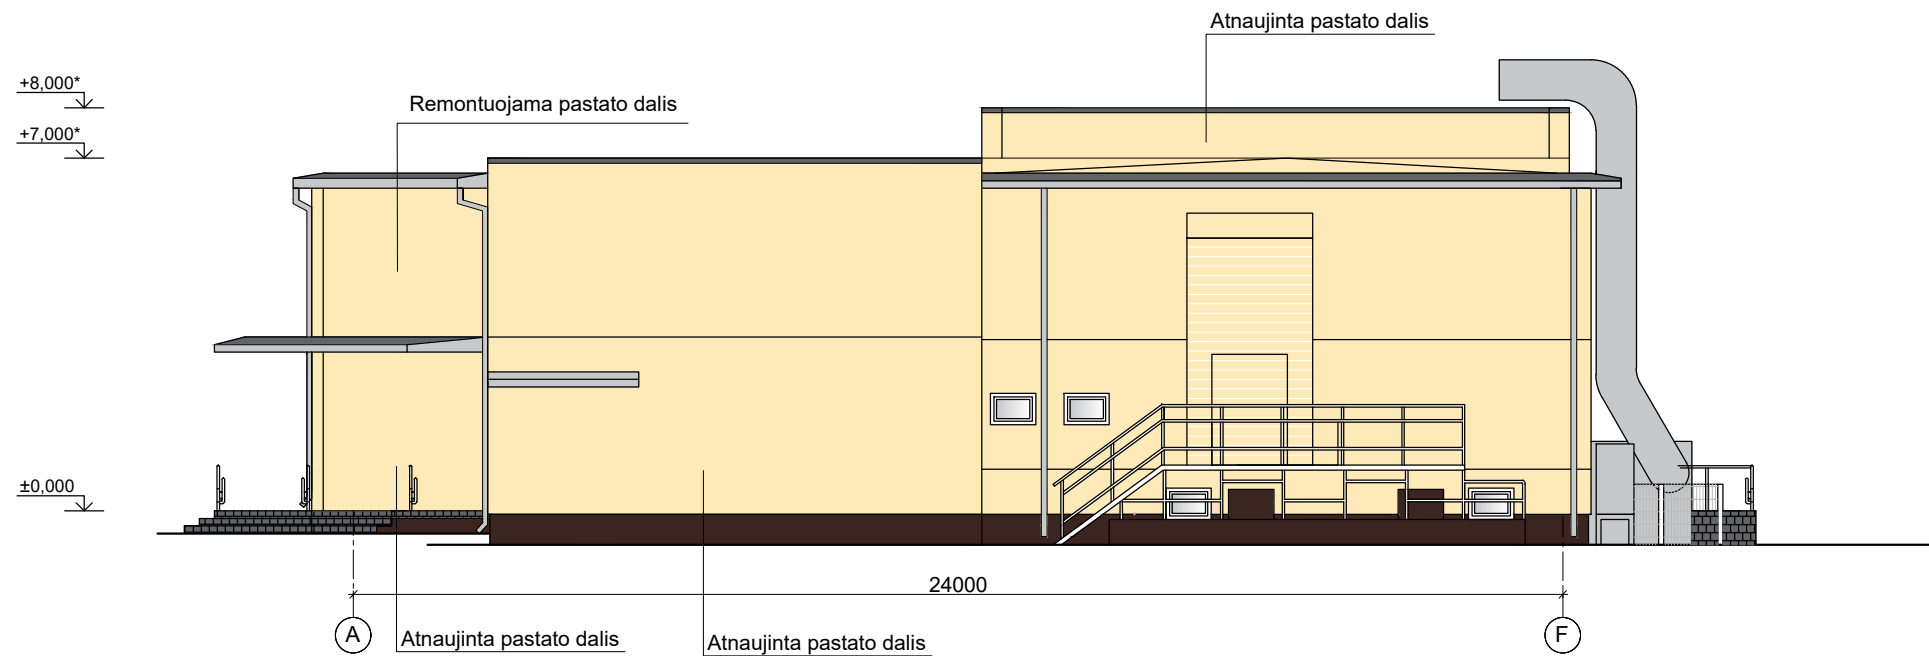 Atnaujinta pastato dalis
+8,000*
Remontuojama pastato dalis
+7,000*
±0,000
24000
A
F
Atnaujinta pastato dalis
Atnaujinta pastato dalis